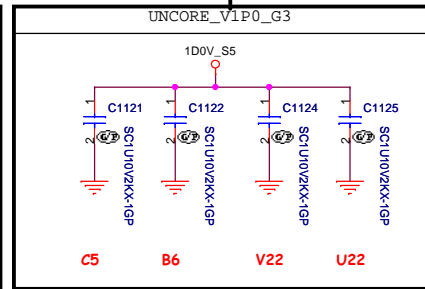 UNCORE_V1P0_G3
1D0V_S5
1 C1121
2 G/P SC1U10V2KX-1GP
1 C1122
2 G/P SC1U10V2KX-1GP
1 C1124
2 G/P SC1U10V2KX-1GP
1 C1125
2 G/P SC1U10V2KX-1GP
C5 B6 V22 U22